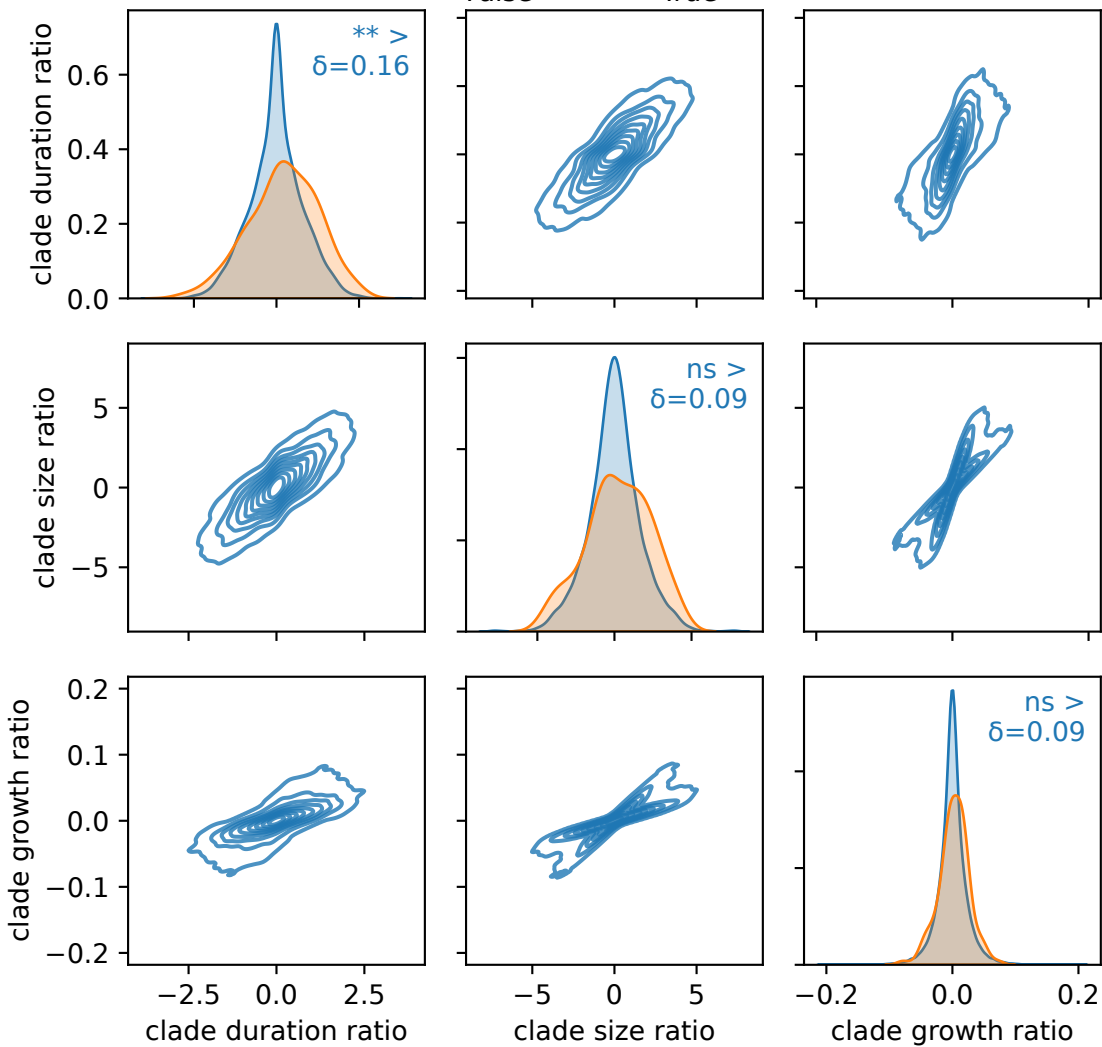 clade duration ratio
0.6
0.4
0.2
0.0
** >
δ=0.16
clade size ratio
5
0
−5
ns >
δ=0.09
clade growth ratio
0.2
0.1
0.0
−0.1
−0.2
ns >
δ=0.09
−2.5 0.0 2.5
clade duration ratio
−5 0 5
clade size ratio
−0.2 0.0 0.2
clade growth ratio